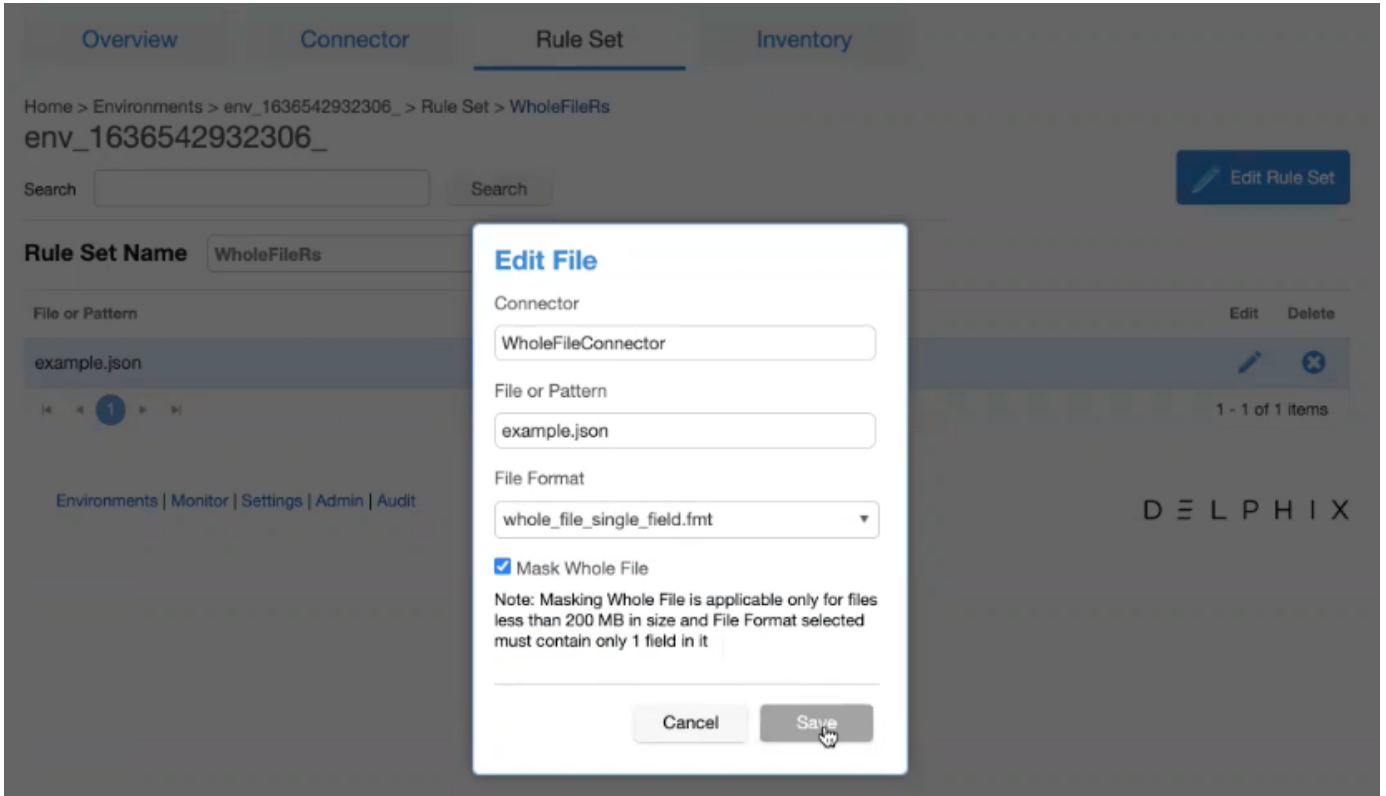 Overview Connector Rule Set Inventory
Home > Environments > env_1636542932306_ > Rule Set > WholeFileRs
env_1636542932306_
Search Search
Edit Rule Set
Rule Set Name WholeFileRs
File or Pattern Edit Delete
example.json
1
1 - 1 of 1 items
Environments | Monitor | Settings | Admin | Audit
DELPHIX
Edit File
Connector
WholeFileConnector
File or Pattern
example.json
File Format
whole_file_single_field.fmt
Mask Whole File
Note: Masking Whole File is applicable only for files
less than 200 MB in size and File Format selected
must contain only 1 field in it
Cancel Save